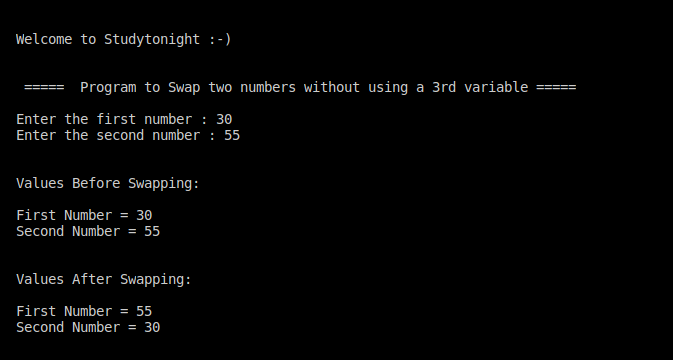 Welcome to Studytonight :-)
===== Program to Swap two numbers without using a 3rd variable =====
Enter the first number : 30
Enter the second number : 55
Values Before Swapping:
First Number = 30
Second Number = 55
Values After Swapping:
First Number = 55
Second Number = 30